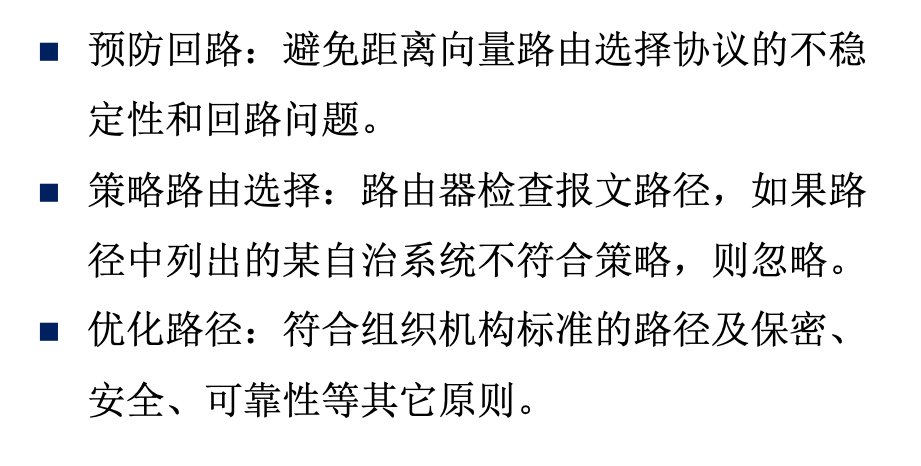 ■ 预防回路：避免距离向量路由选择协议的不稳
定性和回路问题。
■ 策略路由选择：路由器检查报文路径，如果路
径中列出的某自治系统不符合策略，则忽略。
■ 优化路径：符合组织机构标准的路径及保密、
安全、可靠性等其它原则。